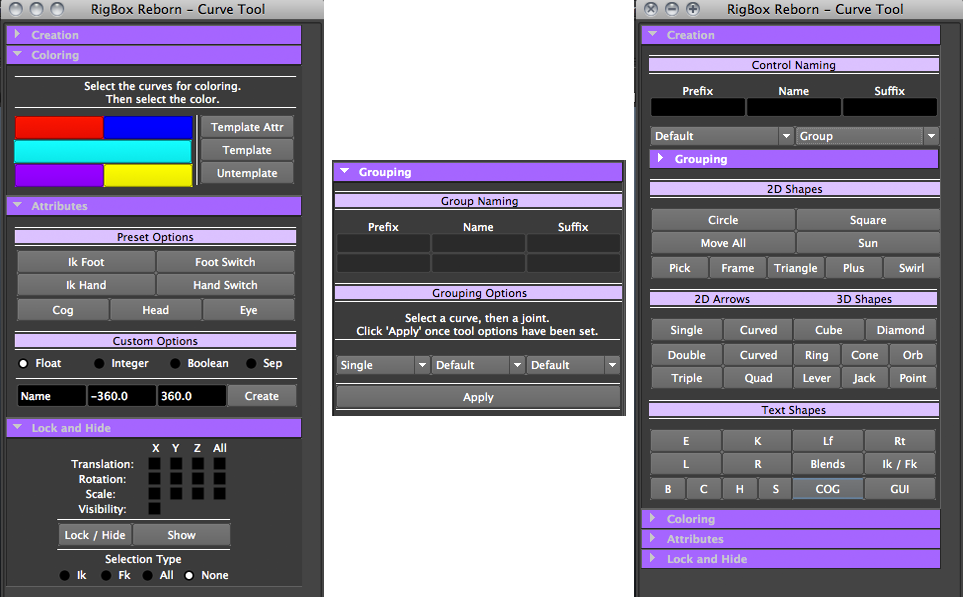 RigBox Reborn - Curve Tool
Creation
Coloring
Select the curves for coloring.
Then select the color.
Template Attr
Template
Untemplate
Attributes
Preset Options
Ik Foot Foot Switch
Ik Hand Hand Switch
Cog Head Eye
Custom Options
Float Integer Boolean Sep
Name -360.0 360.0 Create
Lock and Hide
X Y Z All
Translation:
Rotation:
Scale:
Visibility:
Lock / Hide Show
Selection Type
Ik Fk All None
Grouping
Group Naming
Prefix Name Suffix
Grouping Options
Select a curve, then a joint.
Click 'Apply' once tool options have been set.
Single Default Default
Apply
RigBox Reborn - Curve Tool
Creation
Control Naming
Prefix Name Suffix
Default Group
Grouping
2D Shapes
Circle Square
Move All Sun
Pick Frame Triangle Plus Swirl
2D Arrows 3D Shapes
Single Curved Cube Diamond
Double Curved Ring Cone Orb
Triple Quad Lever Jack Point
Text Shapes
E K Lf Rt
L R Blends Ik / Fk
B C H S COG GUI
Coloring
Attributes
Lock and Hide